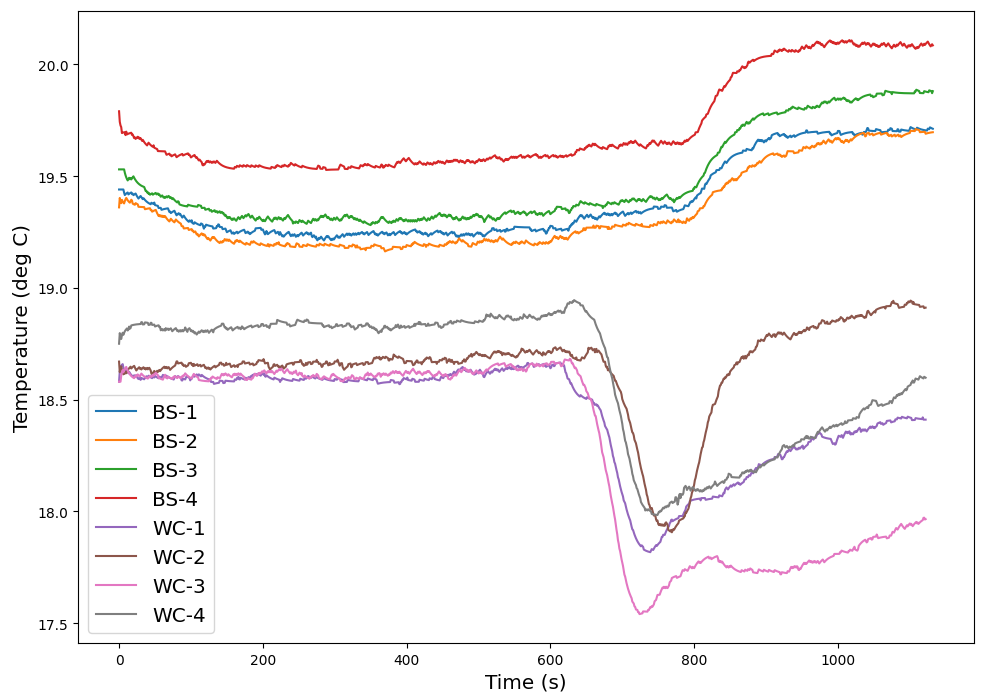 20.0
19.5
19.0
18.5
18.0
17.5
Temperature (deg C)
BS-1
BS-2
BS-3
BS-4
WC-1
WC-2
WC-3
WC-4
0 200 400 600 800 1000
Time (s)